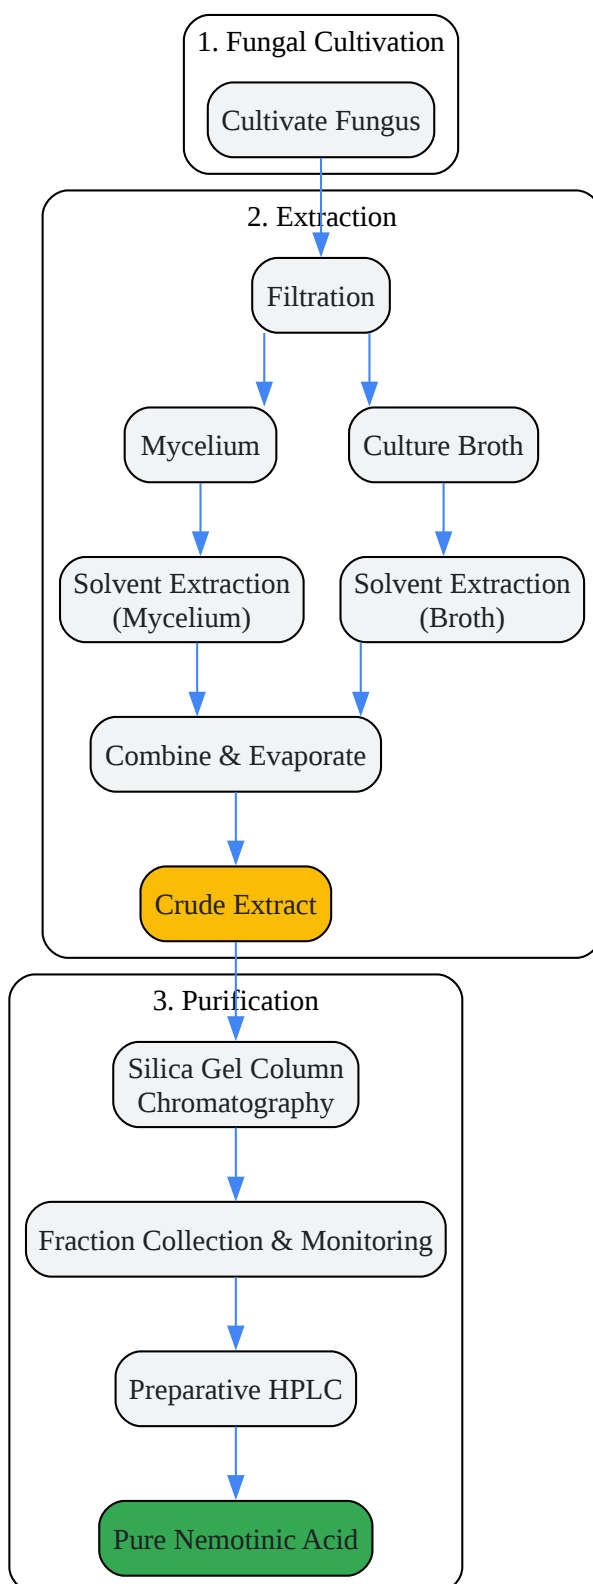 1. Fungal Cultivation
Cultivate Fungus
2. Extraction
Filtration
Mycelium
Culture Broth
Solvent Extraction
(Mycelium)
Solvent Extraction
(Broth)
Combine & Evaporate
Crude Extract
3. Purification
Silica Gel Column
Chromatography
Fraction Collection & Monitoring
Preparative HPLC
Pure Nemotinic Acid